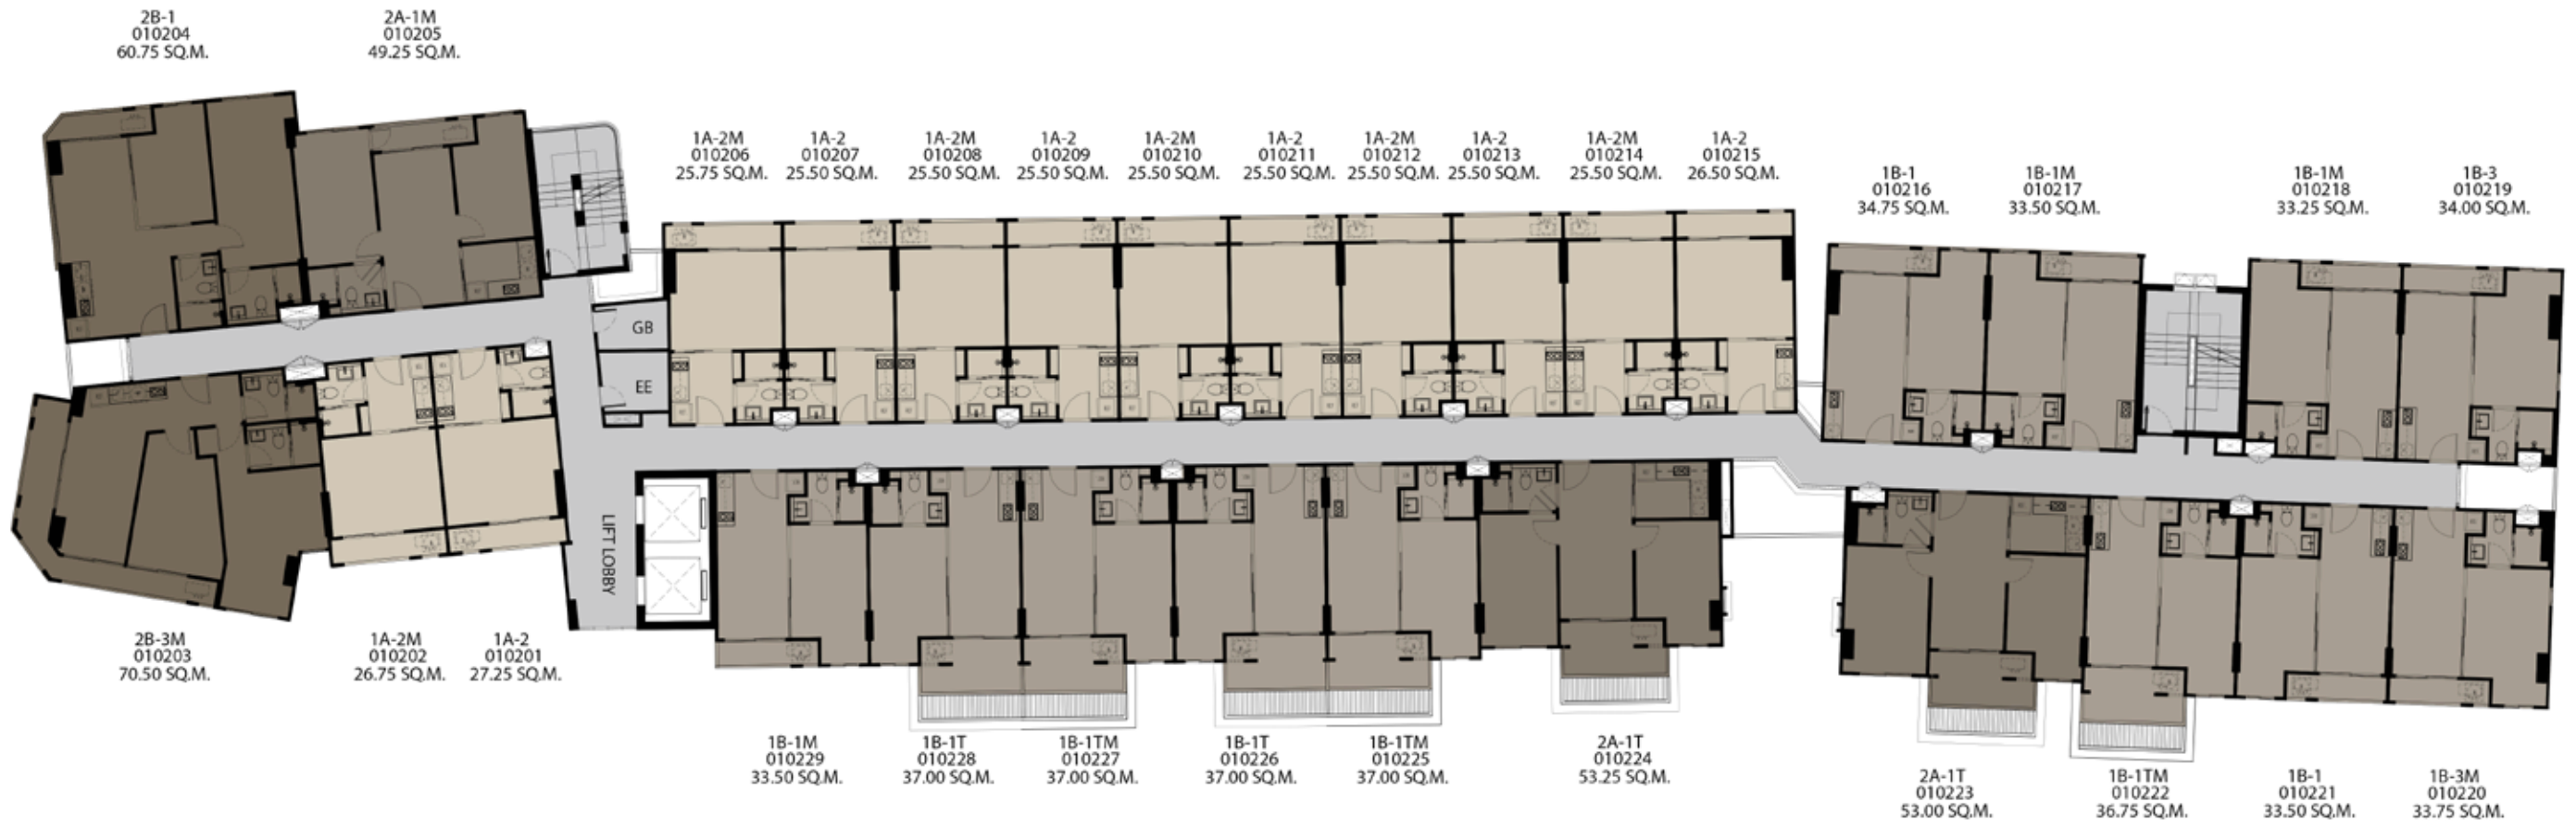 2B-1
010204
60.75 SQ.M.
2A-1M
010205
49.25 SQ.M.
1A-2M
010206
25.75 SQ.M.
1A-2
010207
25.50 SQ.M.
1A-2M
010208
25.50 SQ.M.
1A-2
010209
25.50 SQ.M.
1A-2M
010210
25.50 SQ.M.
1A-2
010211
25.50 SQ.M.
1A-2M
010212
25.50 SQ.M.
1A-2
010213
25.50 SQ.M.
1A-2M
010214
25.50 SQ.M.
1A-2
010215
26.50 SQ.M.
1B-1
010216
34.75 SQ.M.
1B-1M
010217
33.50 SQ.M.
1B-1M
010218
33.25 SQ.M.
1B-3
010219
34.00 SQ.M.
GB
EE
LIFT LOBBY
2B-3M
010203
70.50 SQ.M.
1A-2M
010202
26.75 SQ.M.
1A-2
010201
27.25 SQ.M.
1B-1M
010229
33.50 SQ.M.
1B-1T
010228
37.00 SQ.M.
1B-1TM
010227
37.00 SQ.M.
1B-1T
010226
37.00 SQ.M.
1B-1TM
010225
37.00 SQ.M.
2A-1T
010224
53.25 SQ.M.
2A-1T
010223
53.00 SQ.M.
1B-1TM
010222
36.75 SQ.M.
1B-1
010221
33.50 SQ.M.
1B-3M
010220
33.75 SQ.M.